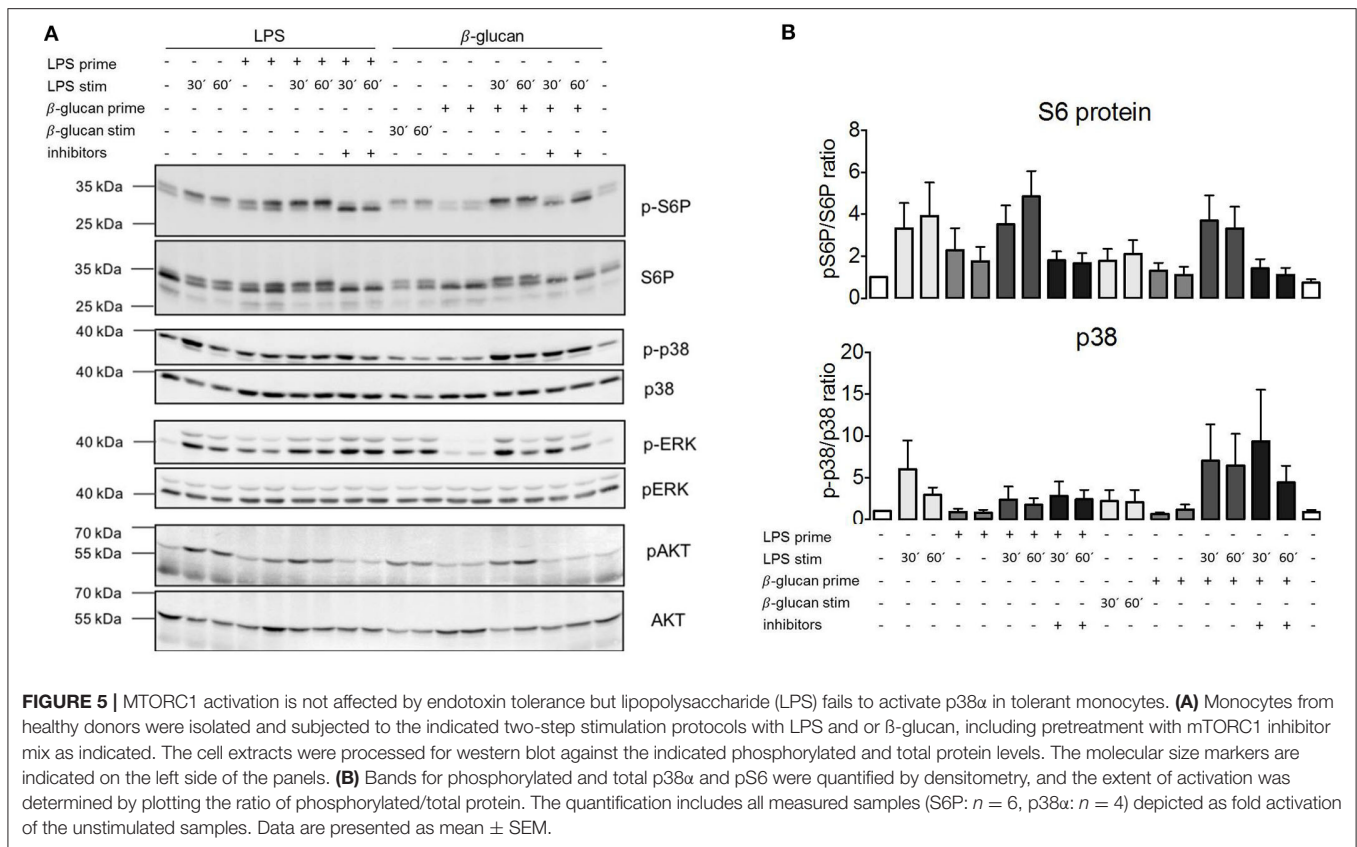 A
LPS β-glucan
LPS prime - - - + + + + + + - - - - - - - - -
LPS stim - 30´ 60´ - - 30´ 60´ 30´ 60´ - - - - 30´ 60´ 30´ 60´ -
β-glucan prime - - - - - - - - - - - + + + + + + -
β-glucan stim - - - - - - - - - 30´ 60´ - - - - - - -
inhibitors - - - - - - - + + - - - - - - + + -
35 kDa
25 kDa
p-S6P
35 kDa
25 kDa
S6P
40 kDa
p-p38
40 kDa
p38
40 kDa
p-ERK
40 kDa
pERK
70 kDa
55 kDa
pAKT
70 kDa
55 kDa
AKT
B
S6 protein
pS6P/S6P ratio
8
6
4
2
0
p38
p-p38/p38 ratio
20
15
10
5
0
LPS prime - - - + + + + + + - - - - - - - - -
LPS stim - 30´ 60´ - - 30´ 60´ 30´ 60´ - - - - 30´ 60´ 30´ 60´ -
β-glucan prime - - - - - - - - - - - + + + + + + -
β-glucan stim - - - - - - - - - 30´ 60´ - - - - - - -
inhibitors - - - - - - - + + - - - - - - + + -
FIGURE 5 | MTORC1 activation is not affected by endotoxin tolerance but lipopolysaccharide (LPS) fails to activate p38α in tolerant monocytes. (A) Monocytes from
healthy donors were isolated and subjected to the indicated two-step stimulation protocols with LPS and or ß-glucan, including pretreatment with mTORC1 inhibitor
mix as indicated. The cell extracts were processed for western blot against the indicated phosphorylated and total protein levels. The molecular size markers are
indicated on the left side of the panels. (B) Bands for phosphorylated and total p38α and pS6 were quantified by densitometry, and the extent of activation was
determined by plotting the ratio of phosphorylated/total protein. The quantification includes all measured samples (S6P: n = 6, p38α: n = 4) depicted as fold activation
of the unstimulated samples. Data are presented as mean ± SEM.